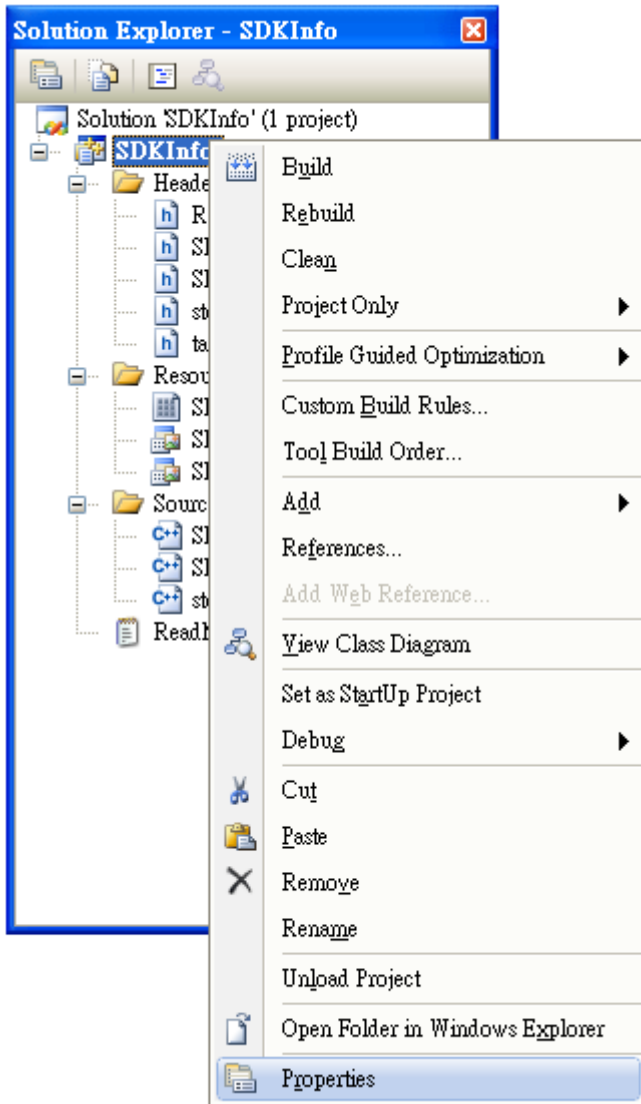 Solution Explorer - SDKInfo
Solution 'SDKInfo' (1 project)
SDKInfo
Build
Rebuild
Clean
Project Only
Profile Guided Optimization
Custom Build Rules...
Tool Build Order...
Add
References...
Add Web Reference...
View Class Diagram
Set as StartUp Project
Debug
Cut
Paste
Remove
Rename
Unload Project
Open Folder in Windows Explorer
Properties